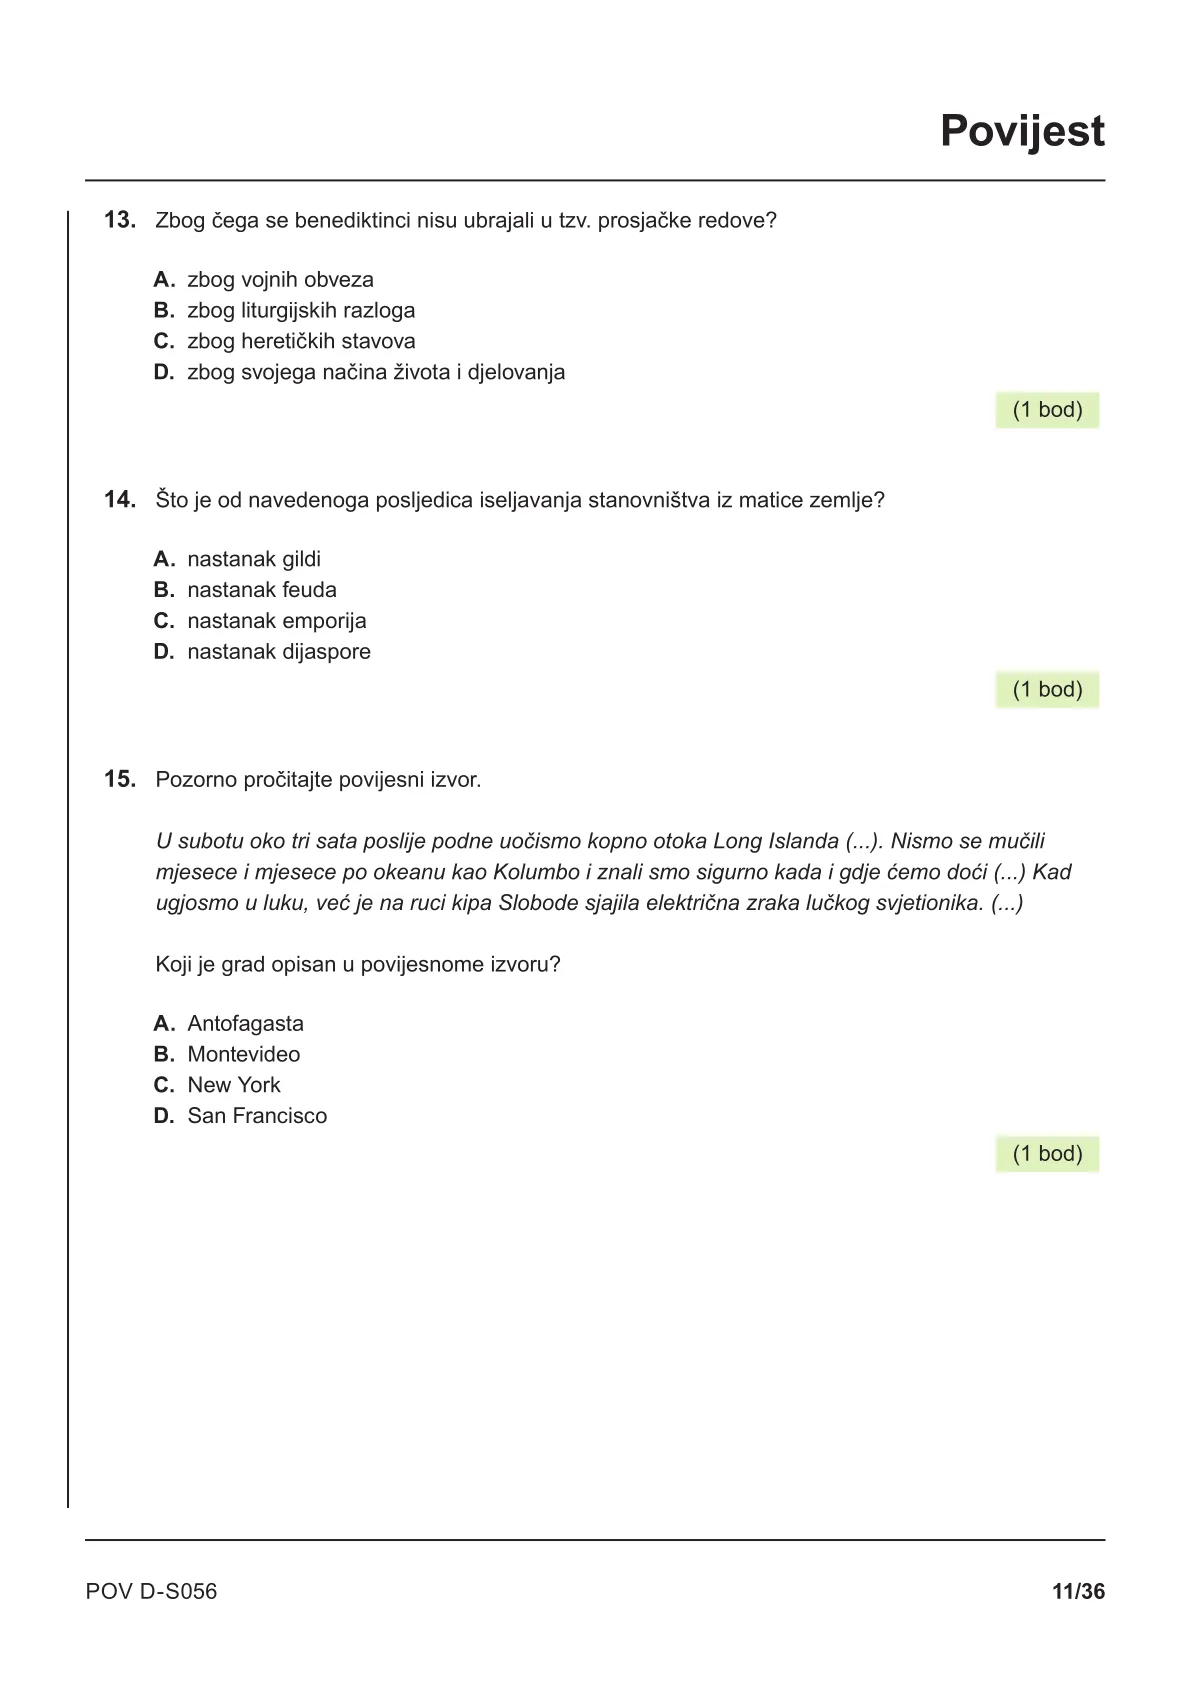 Povijest
13. Zbog čega se benediktinci nisu ubrajali u tzv. prosjačke redove?
A. zbog vojnih obveza
B. zbog liturgijskih razloga
C. zbog heretičkih stavova
D. zbog svojega načina života i djelovanja
(1 bod)
14. Što je od navedenoga posljedica iseljavanja stanovništva iz matice zemlje?
A. nastanak gildi
B. nastanak feuda
C. nastanak emporija
D. nastanak dijaspore
(1 bod)
15. Pozorno pročitajte povijesni izvor.
U subotu oko tri sata poslije podne uočismo kopno otoka Long Islanda (...). Nismo se mučili
mjesece i mjesece po okeanu kao Kolumbo i znali smo sigurno kada i gdje ćemo doći (...) Kad
ugjosmo u luku, već je na ruci kipa Slobode sjajila električna zraka lučkog svjetionika. (...)
Koji je grad opisan u povijesnome izvoru?
A. Antofagasta
B. Montevideo
C. New York
D. San Francisco
(1 bod)
POV D-S056
11/36